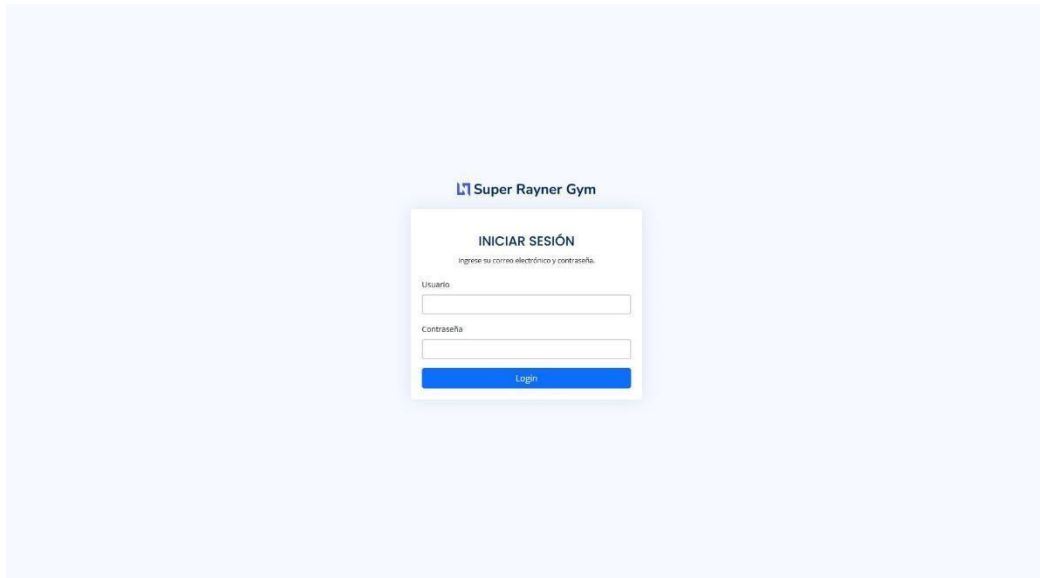 Super Rayner Gym
INICIAR SESIÓN
Ingrese su correo electrónico y contraseña.
Usuario
Contraseña
Login